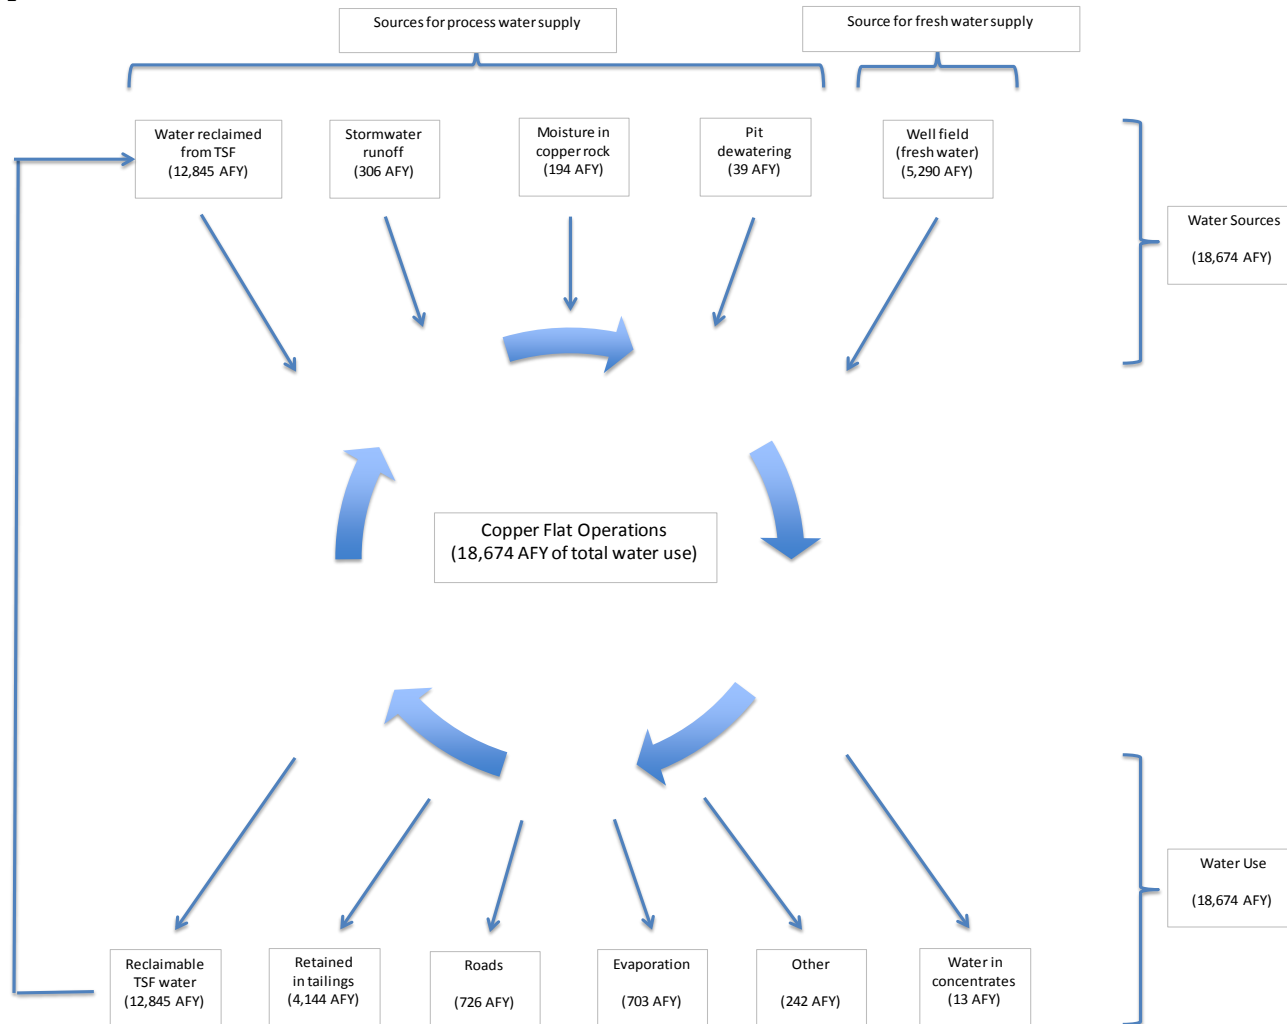 Sources for process water supply
Source for fresh water supply
Water reclaimed
from TSF
(12,845 AFY)
Stormwater
runoff
(306 AFY)
Moisture in
copper rock
(194 AFY)
Pit
dewatering
(39 AFY)
Well field
(fresh water)
(5,290 AFY)
Water Sources
(18,674 AFY)
Copper Flat Operations
(18,674 AFY of total water use)
Water Use
(18,674 AFY)
Reclaimable
TSF water
(12,845 AFY)
Retained
in tailings
(4,144 AFY)
Roads
(726 AFY)
Evaporation
(703 AFY)
Other
(242 AFY)
Water in
concentrates
(13 AFY)